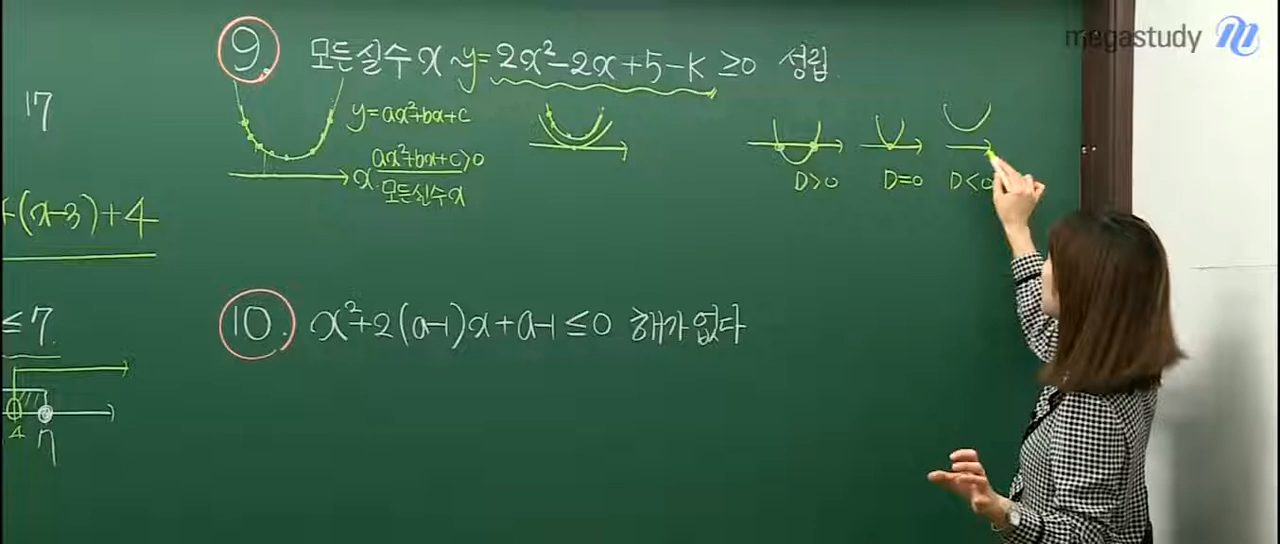 megastudy
9. 모든 실수 x ~ y= 2x²-2x+5-k ≥0 성립
17
y=ax²+bx+c
ax²+bx+c>0
x
모든 실수 x
D>0 D=0 D<0
+(x-3)+4
10. x²+2(a-1)x+a-1≤0 해가 없다
≤7
4 7